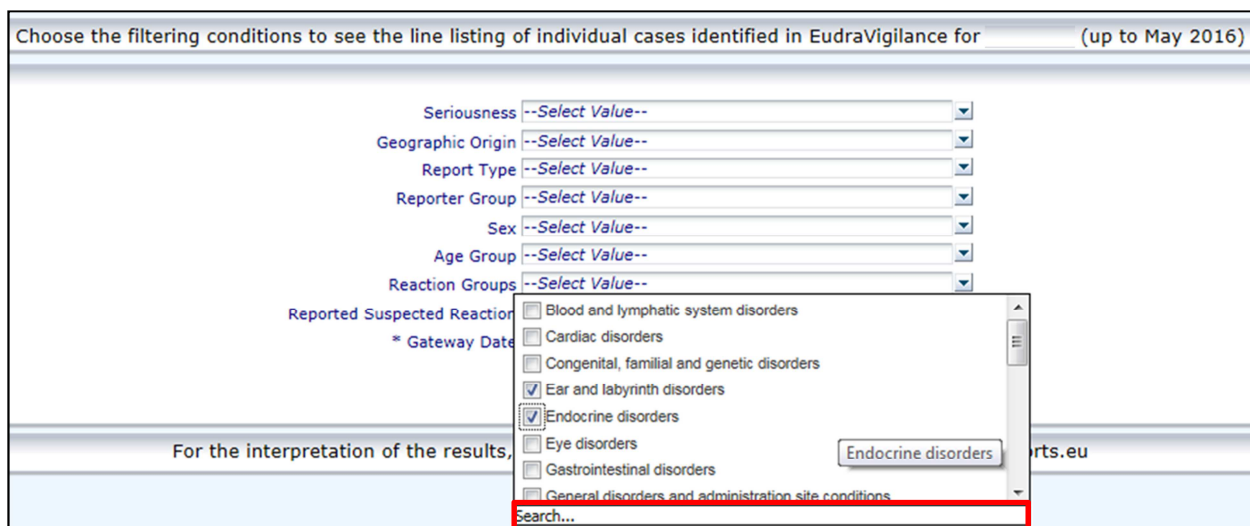 Choose the filtering conditions to see the line listing of individual cases identified in EudraVigilance for (up to May 2016)
Seriousness --Select Value--
Geographic Origin --Select Value--
Report Type --Select Value--
Reporter Group --Select Value--
Sex --Select Value--
Age Group --Select Value--
Reaction Groups --Select Value--
Reported Suspected Reaction
* Gateway Date
Blood and lymphatic system disorders
Cardiac disorders
Congenital, familial and genetic disorders
Ear and labyrinth disorders
Endocrine disorders
Eye disorders
Gastrointestinal disorders
General disorders and administration site conditions
Search...
Endocrine disorders
For the interpretation of the results, rts.eu